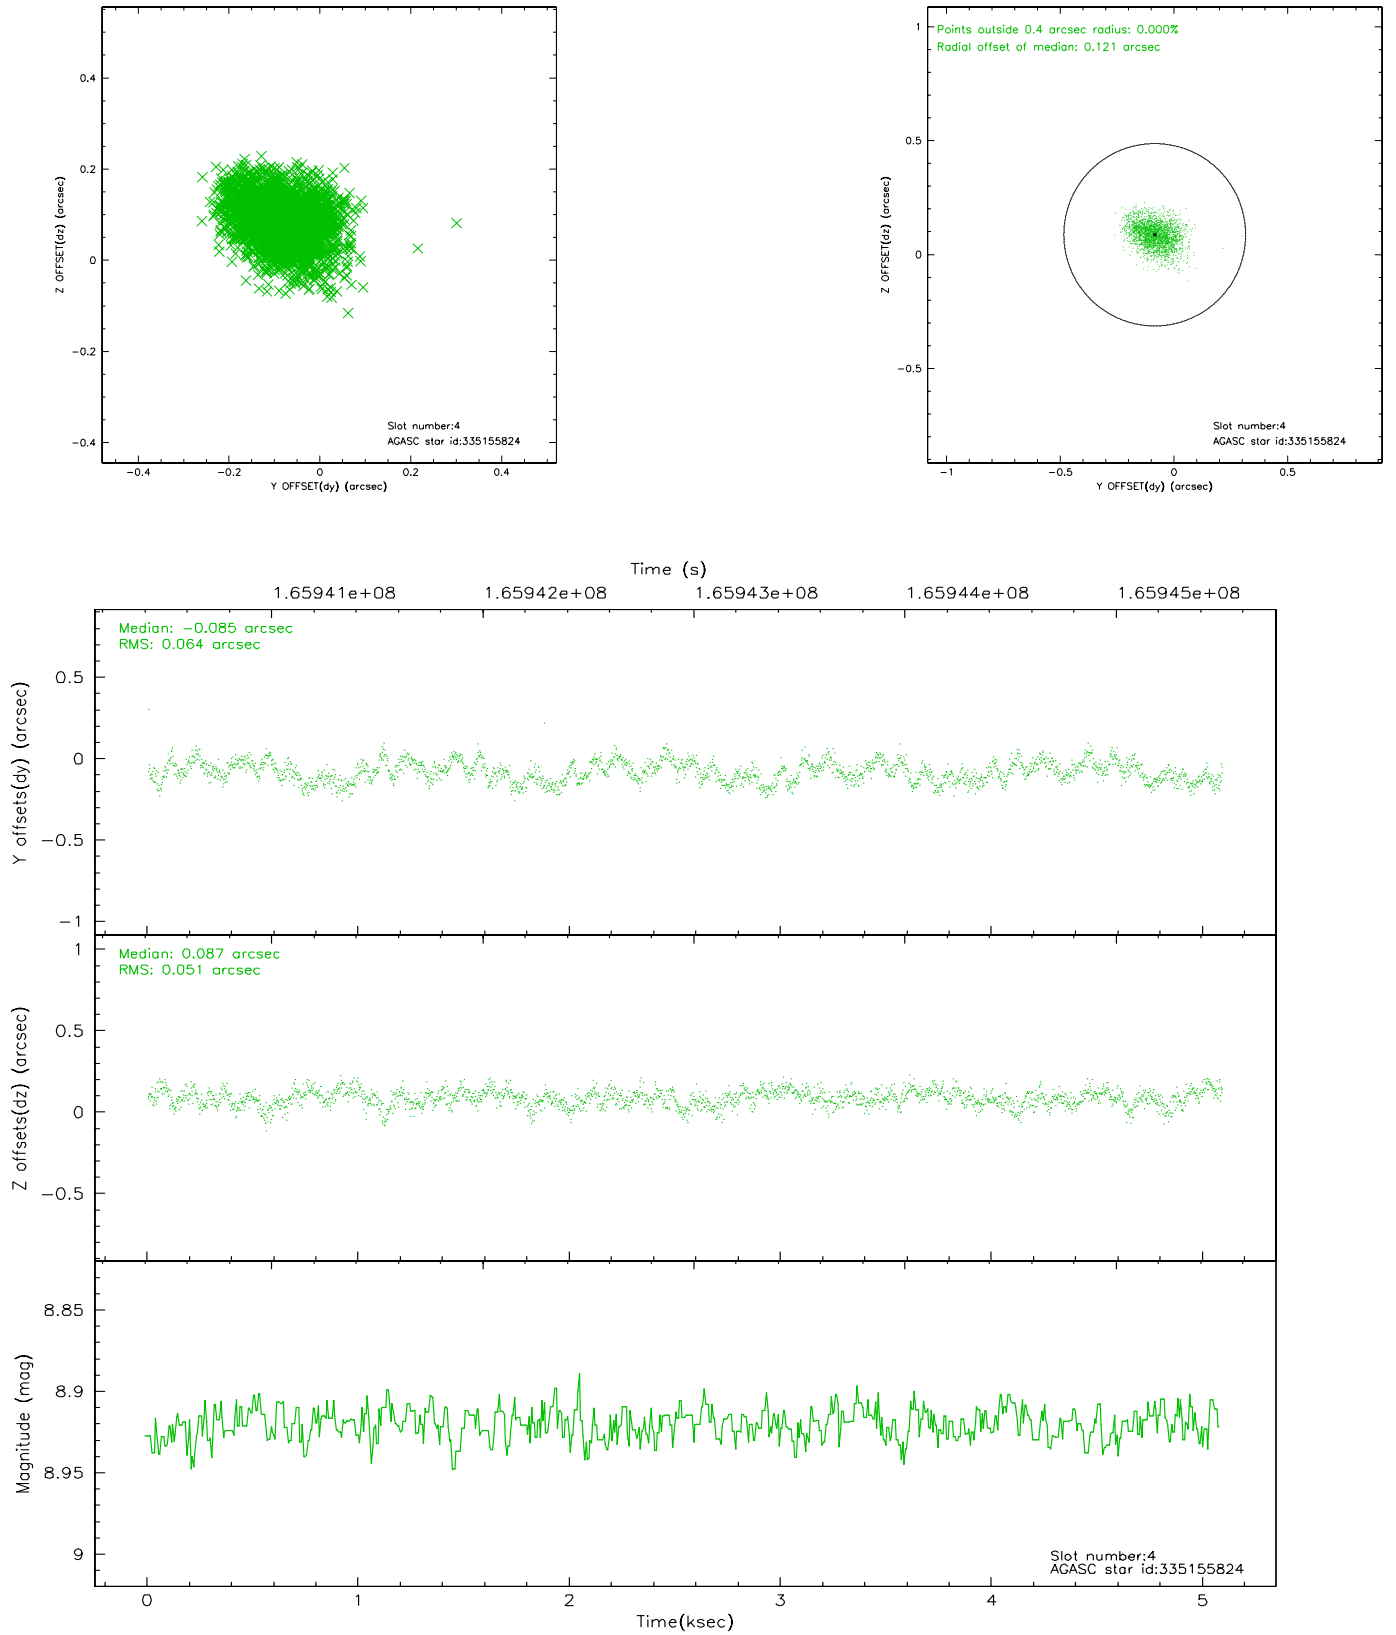 0.4
0.2
0
−0.2
−0.4
Z OFFSET(dz) (arcsec)
Slot number:4
AGASC star id:335155824
−0.4 −0.2 0 0.2 0.4
Y OFFSET(dy) (arcsec)
Points outside 0.4 arcsec radius: 0.000%
Radial offset of median: 0.121 arcsec
1
0.5
0
−0.5
Z OFFSET(dz) (arcsec)
Slot number:4
AGASC star id:335155824
−1 −0.5 0 0.5
Y OFFSET(dy) (arcsec)
Time (s)
1.65941e+08 1.65942e+08 1.65943e+08 1.65944e+08 1.65945e+08
Median: −0.085 arcsec
RMS: 0.064 arcsec
0.5
0
−0.5
−1
Y offsets(dy) (arcsec)
Median: 0.087 arcsec
RMS: 0.051 arcsec
1
0.5
0
−0.5
Z offsets(dz) (arcsec)
8.85
8.9
8.95
9
Magnitude (mag)
Slot number:4
AGASC star id:335155824
0 1 2 3 4 5
Time(ksec)